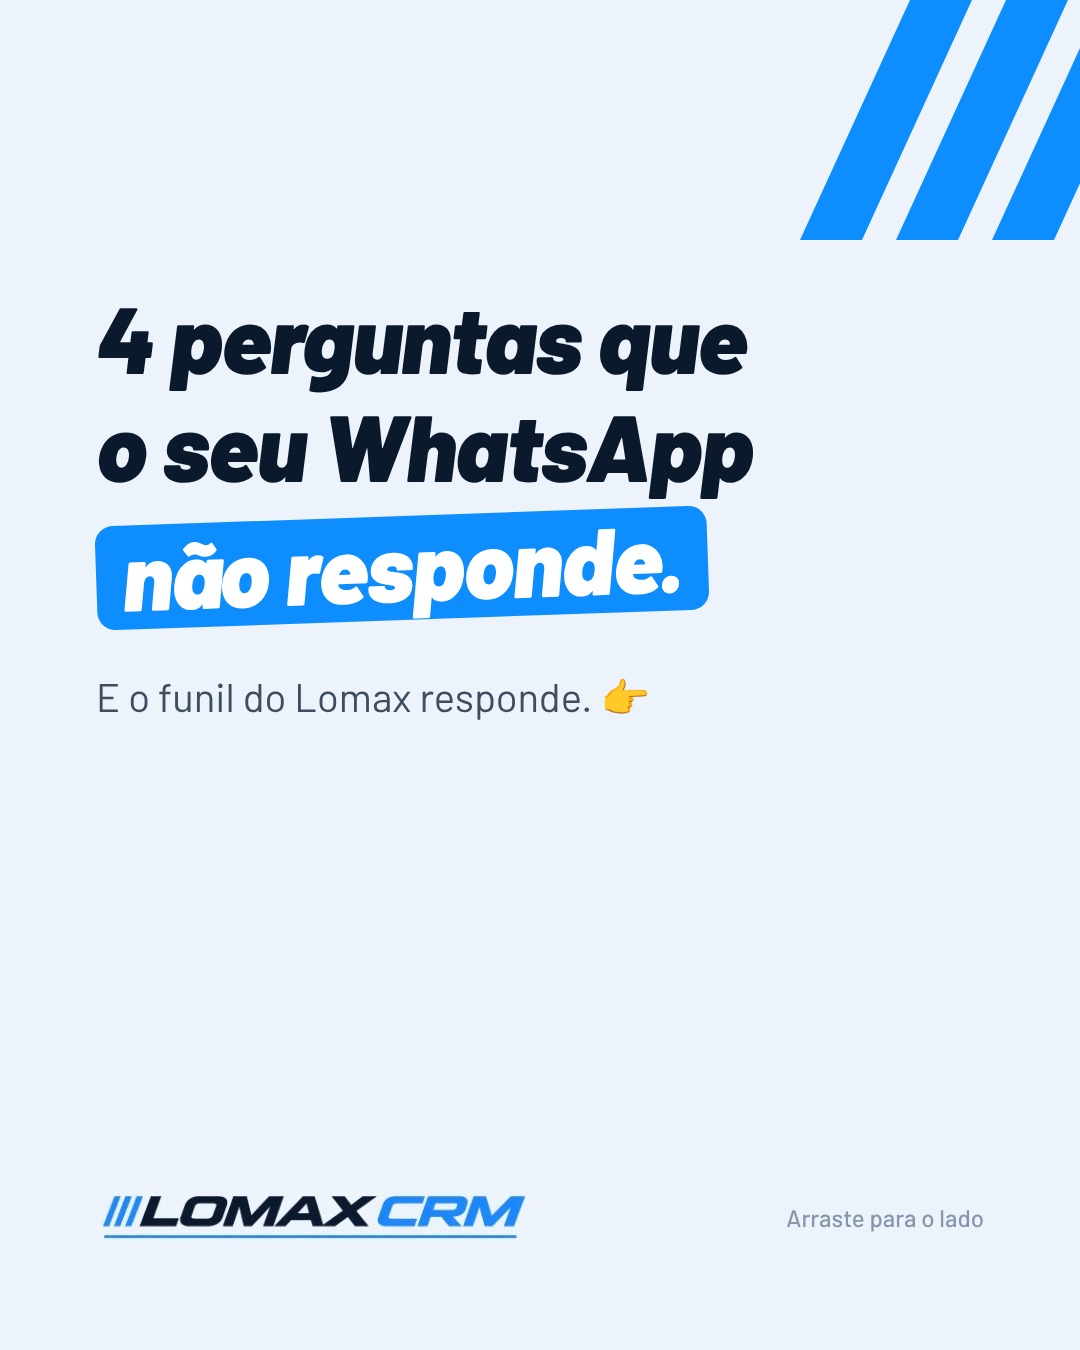 4 perguntas que
o seu WhatsApp
não responde.
E o funil do Lomax responde. 👉
LOMAX CRM
Arraste para o lado